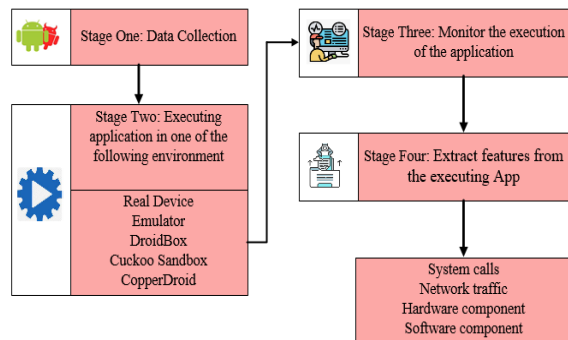 Stage One: Data Collection
Stage Two: Executing
application in one of the
following environment
Real Device
Emulator
DroidBox
Cuckoo Sandbox
CopperDroid
Stage Three: Monitor the execution
of the application
Stage Four: Extract features from
the executing App
System calls
Network traffic
Hardware component
Software component